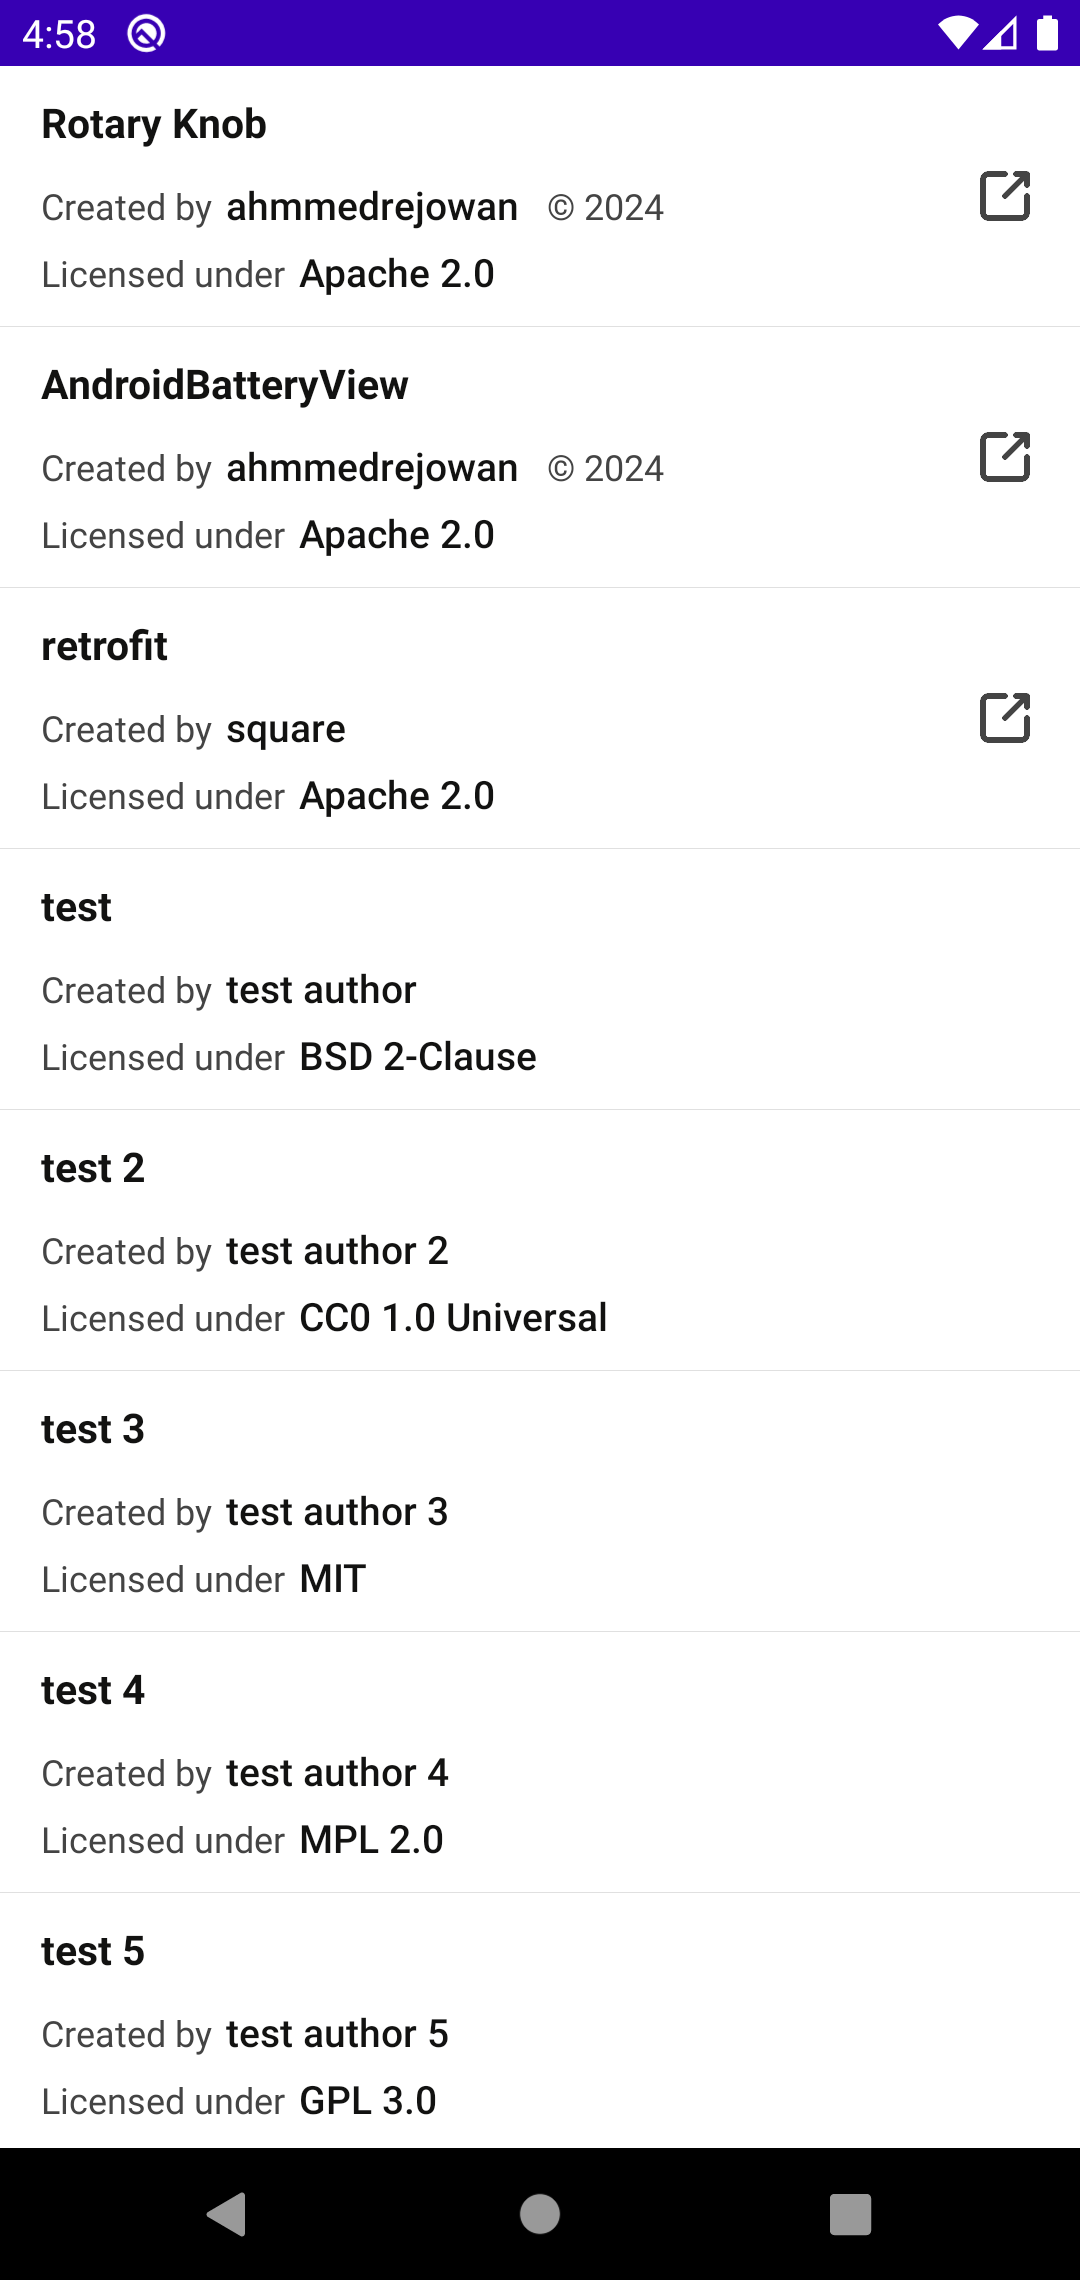 4:58
Rotary Knob
Created by ahmmedrejowan © 2024
Licensed under Apache 2.0
AndroidBatteryView
Created by ahmmedrejowan © 2024
Licensed under Apache 2.0
retrofit
Created by square
Licensed under Apache 2.0
test
Created by test author
Licensed under BSD 2-Clause
test 2
Created by test author 2
Licensed under CC0 1.0 Universal
test 3
Created by test author 3
Licensed under MIT
test 4
Created by test author 4
Licensed under MPL 2.0
test 5
Created by test author 5
Licensed under GPL 3.0